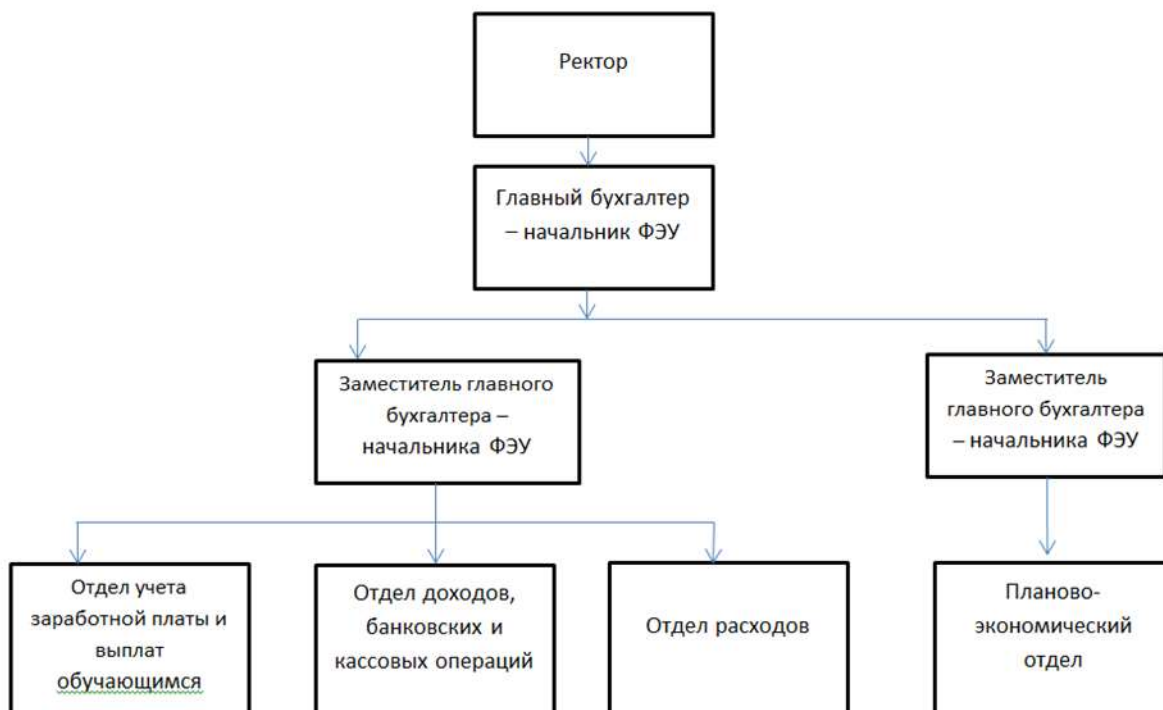 Ректор
Главный бухгалтер
– начальник ФЭУ
Заместитель главного
бухгалтера –
начальника ФЭУ
Заместитель
главного бухгалтера
– начальника ФЭУ
Отдел учета
заработной платы и
выплат
обучающимся
Отдел доходов,
банковских и
кассовых операций
Отдел расходов
Планово-
экономический
отдел